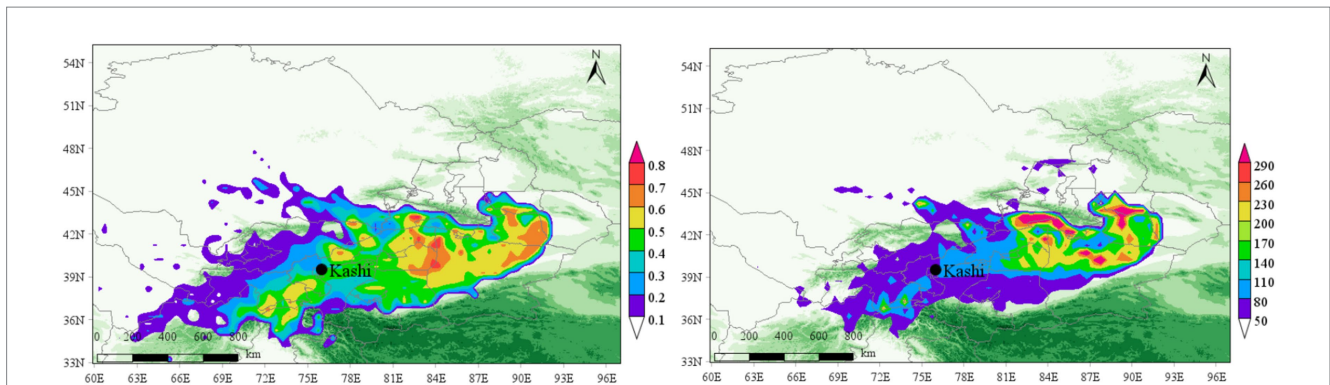 N
54N
51N
48N
45N
42N
39N
36N
33N
Kashi
0 200 400 600 800
km
60E 63E 66E 69E 72E 75E 78E 81E 84E 87E 90E 93E 96E
0.8
0.7
0.6
0.5
0.4
0.3
0.2
0.1
N
54N
51N
48N
45N
42N
39N
36N
33N
Kashi
0 200 400 600 800
km
60E 63E 66E 69E 72E 75E 78E 81E 84E 87E 90E 93E 96E
290
260
230
200
170
140
110
80
50